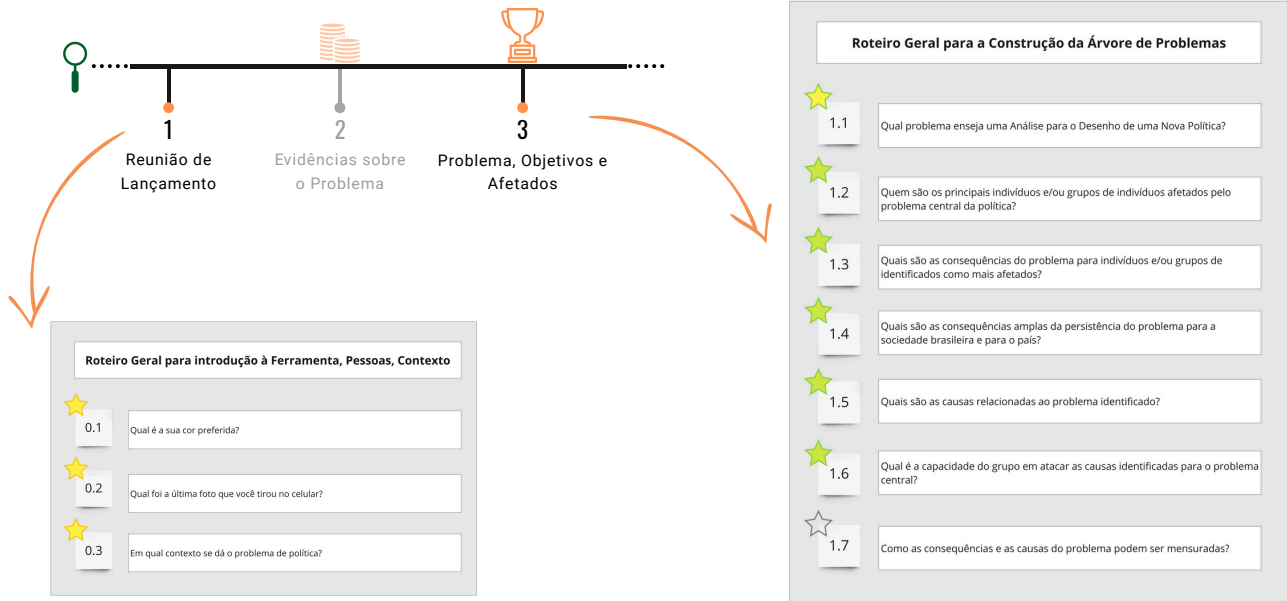 1
Reunião de
Lançamento
2
Evidências sobre
o Problema
3
Problema, Objetivos e
Afetados
Roteiro Geral para introdução à Ferramenta, Pessoas, Contexto
0.1
Qual é a sua cor preferida?
0.2
Qual foi a última foto que você tirou no celular?
0.3
Em qual contexto se dá o problema de política?
Roteiro Geral para a Construção da Árvore de Problemas
1.1
Qual problema enseja uma Análise para o Desenho de uma Nova Política?
1.2
Quem são os principais indivíduos e/ou grupos de indivíduos afetados pelo
problema central da política?
1.3
Quais são as consequências do problema para indivíduos e/ou grupos de
identificados como mais afetados?
1.4
Quais são as consequências amplas da persistência do problema para a
sociedade brasileira e para o país?
1.5
Quais são as causas relacionadas ao problema identificado?
1.6
Qual é a capacidade do grupo em atacar as causas identificadas para o problema
central?
1.7
Como as consequências e as causas do problema podem ser mensuradas?